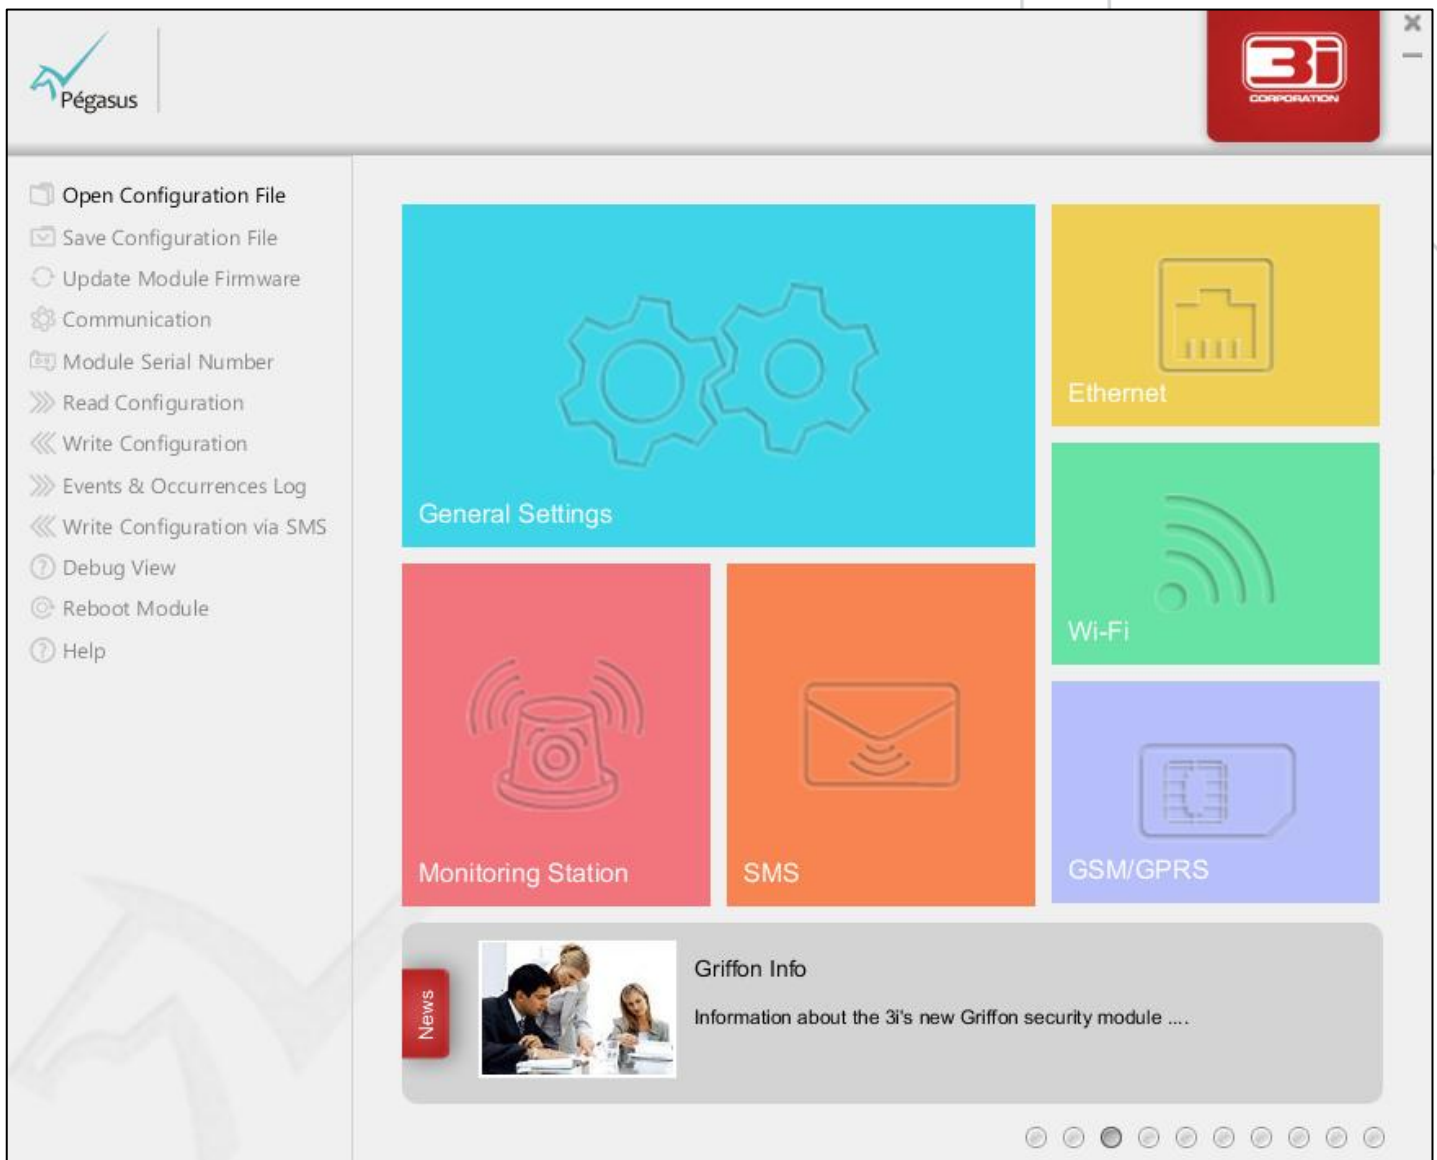 Pégasus
3i
CORPORATION
Open Configuration File
Save Configuration File
Update Module Firmware
Communication
Module Serial Number
Read Configuration
Write Configuration
Events & Occurrences Log
Write Configuration via SMS
Debug View
Reboot Module
Help
General Settings
Ethernet
Wi-Fi
Monitoring Station
SMS
GSM/GPRS
News
Griffon Info
Information about the 3i's new Griffon security module ....